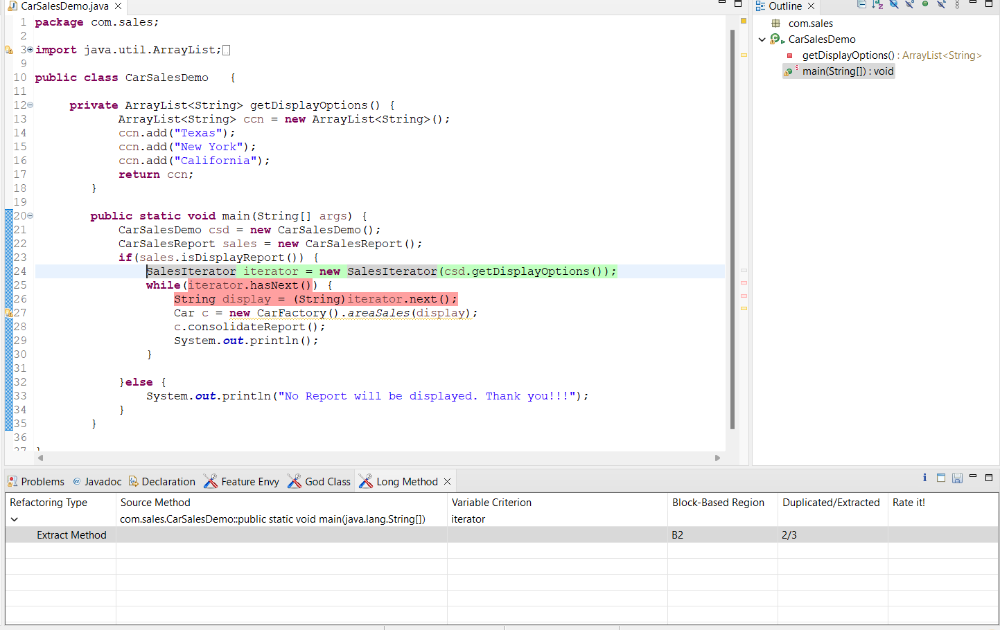 CarSalesDemo.java
1 package com.sales;
2
3 import java.util.ArrayList;
9
10 public class CarSalesDemo   {
11
12 private ArrayList<String> getDisplayOptions() {
13 ArrayList<String> ccn = new ArrayList<String>();
14 ccn.add("Texas");
15 ccn.add("New York");
16 ccn.add("California");
17 return ccn;
18 }
19
20 public static void main(String[] args) {
21 CarSalesDemo csd = new CarSalesDemo();
22 CarSalesReport sales = new CarSalesReport();
23 if(sales.isDisplayReport()) {
24 SalesIterator iterator = new SalesIterator(csd.getDisplayOptions());
25 while(iterator.hasNext()) {
26 String display = (String)iterator.next();
27 Car c = new CarFactory().areaSales(display);
28 c.consolidateReport();
29 System.out.println();
30 }
31
32 }else {
33 System.out.println("No Report will be displayed. Thank you!!!");
34 }
35 }
36
37 }
Outline
com.sales
CarSalesDemo
getDisplayOptions() : ArrayList<String>
main(String[]) : void
Problems @ Javadoc Declaration Feature Envy God Class Long Method
Refactoring Type Source Method Variable Criterion Block-Based Region Duplicated/Extracted Rate it!
com.sales.CarSalesDemo::public static void main(java.lang.String[]) iterator
Extract Method B2 2/3